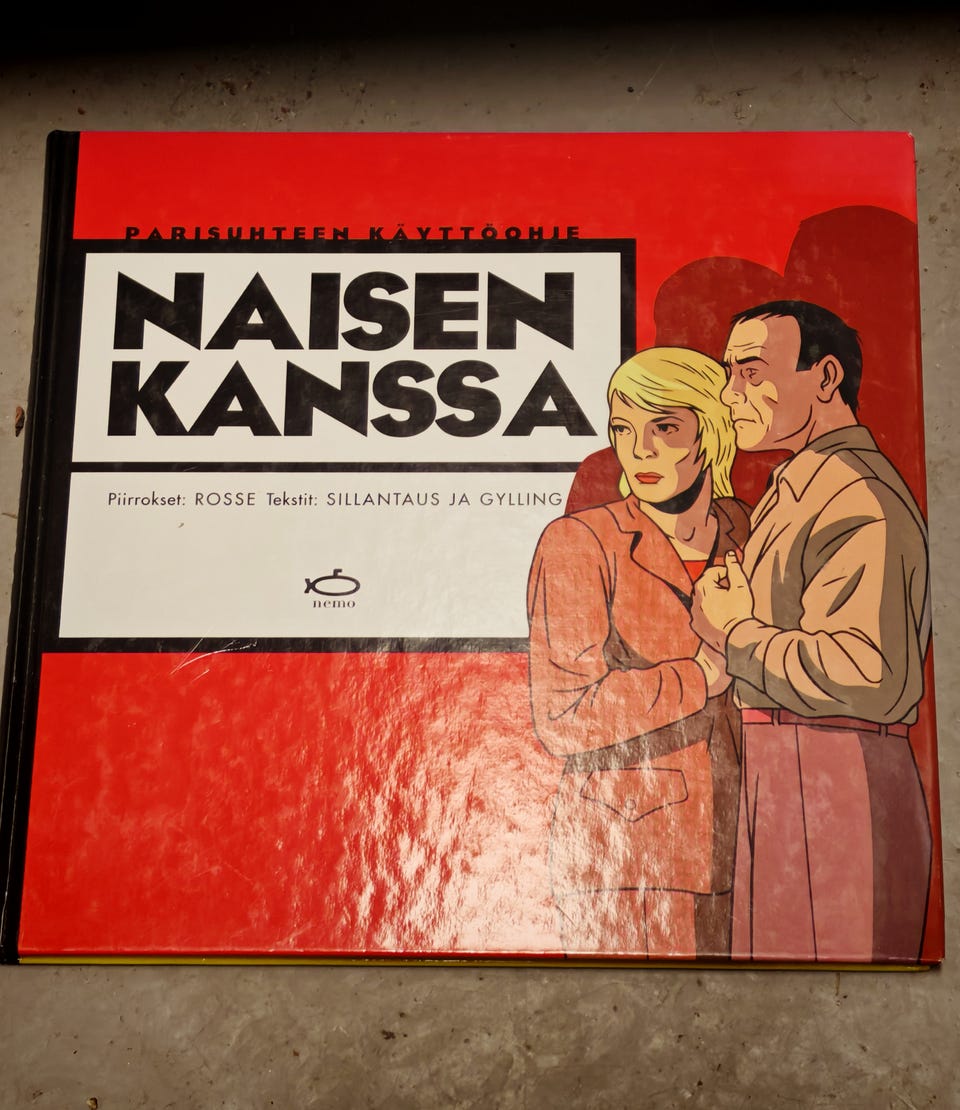 PARISUHTEEN KÄYTTÖOHJE
NAISEN
KANSSA
Piirrokset: ROSSE Tekstit: SILLANTAUS JA GYLLING
nemo